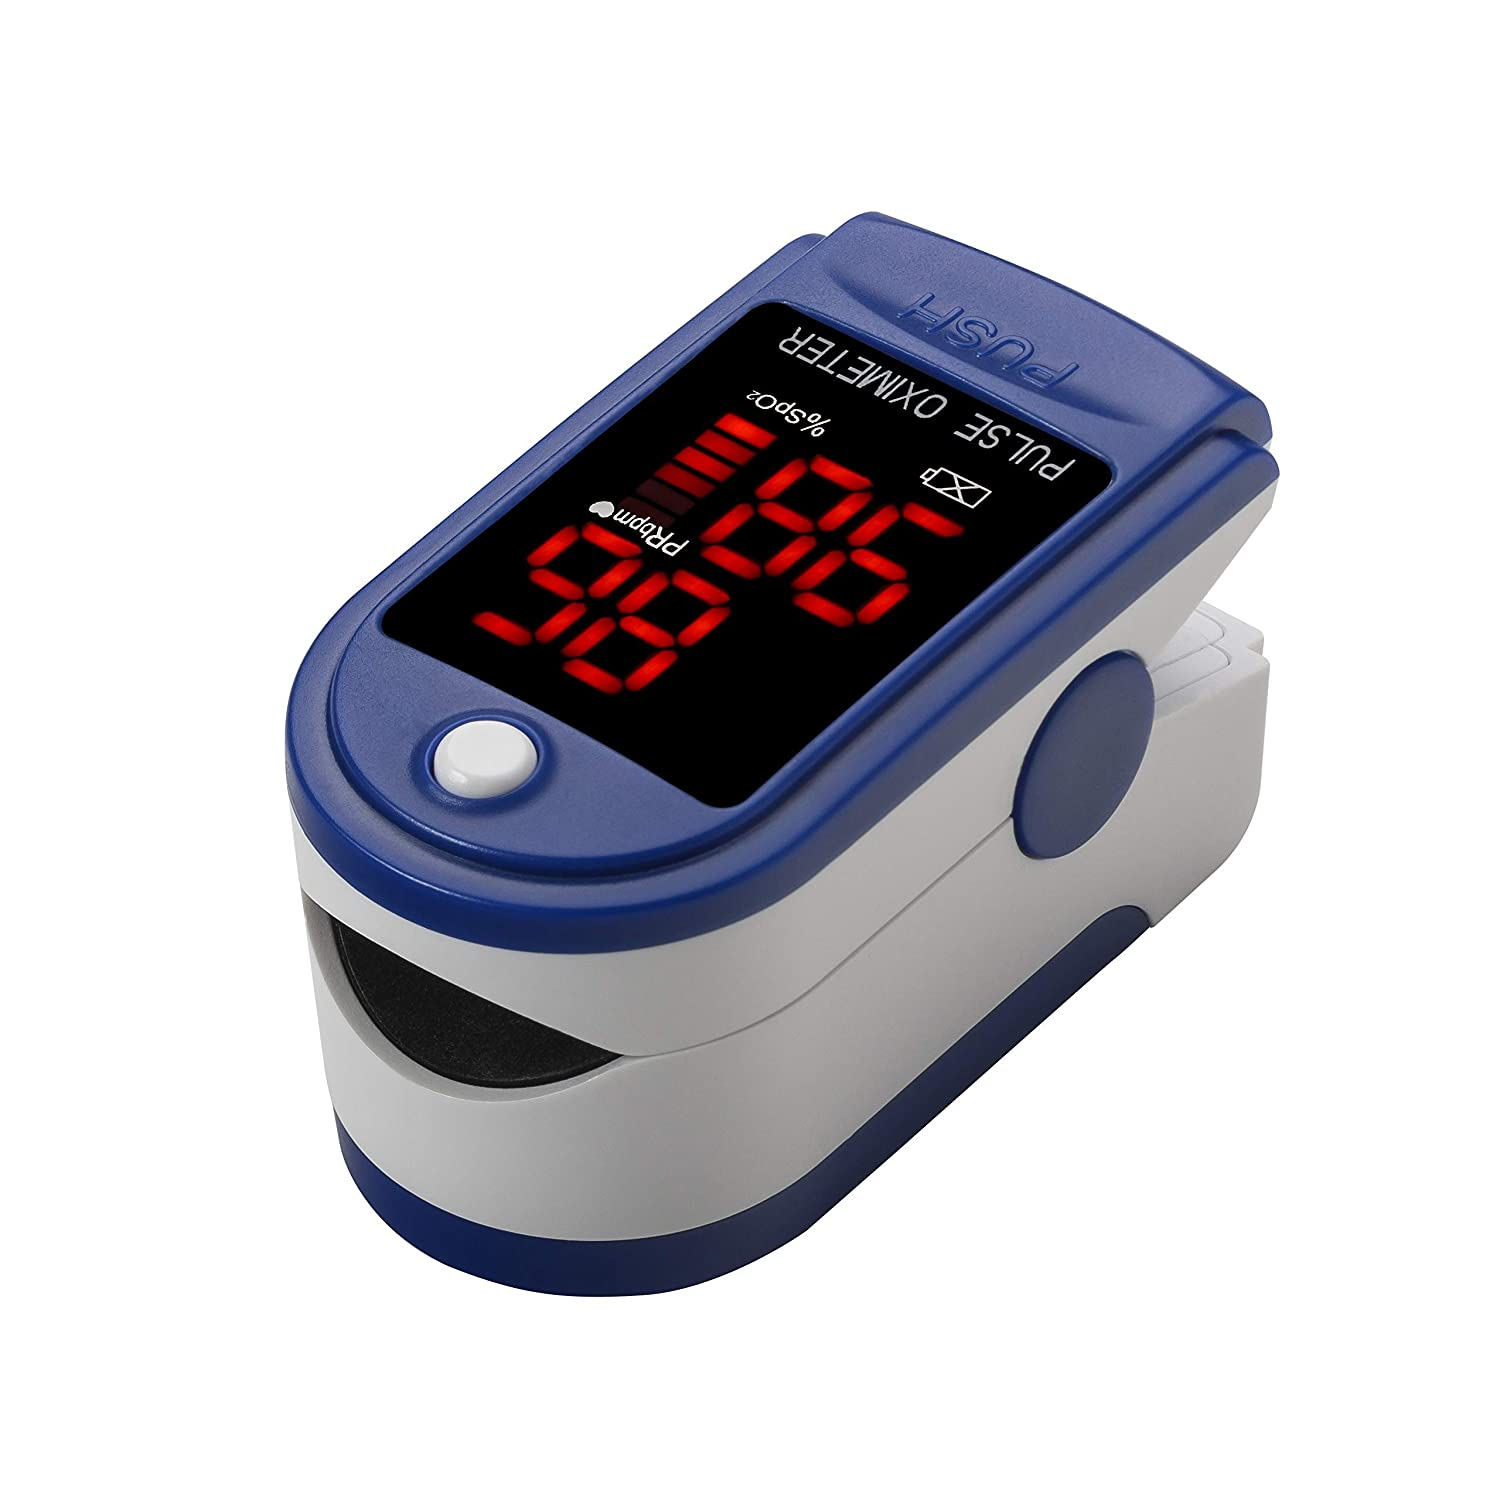 86
PRbpm
98
%SpO₂
PULSE OXIMETER
PUSH